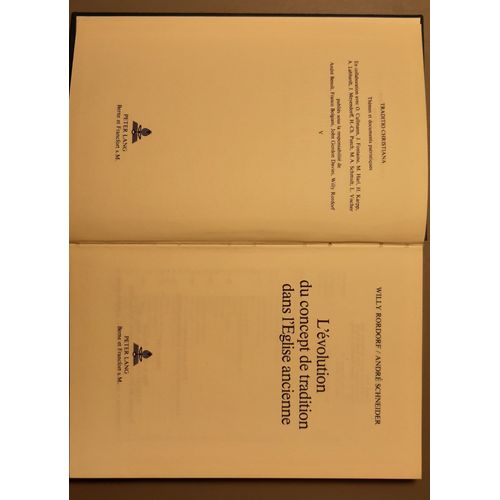 TRADITIO CHRISTIANA
Thèmes et documents patristiques
En collaboration avec O. Cullmann, J. Fontaine, M. Harl, H. Karpp,
A. Labhardt, J. Meyendorff, H.-Ch. Puech, M. A. Schmidt, L. Vischer
publiés sous la responsabilité de
André Benoît, Franco Bolgiani, John Gordon Davies, Willy Rordorf
V
PETER LANG
Berne et Francfort s. M.
WILLY RORDORF / ANDRÉ SCHNEIDER
L'évolution
du concept de tradition
dans l'Eglise ancienne
PETER LANG
Berne et Francfort s. M.